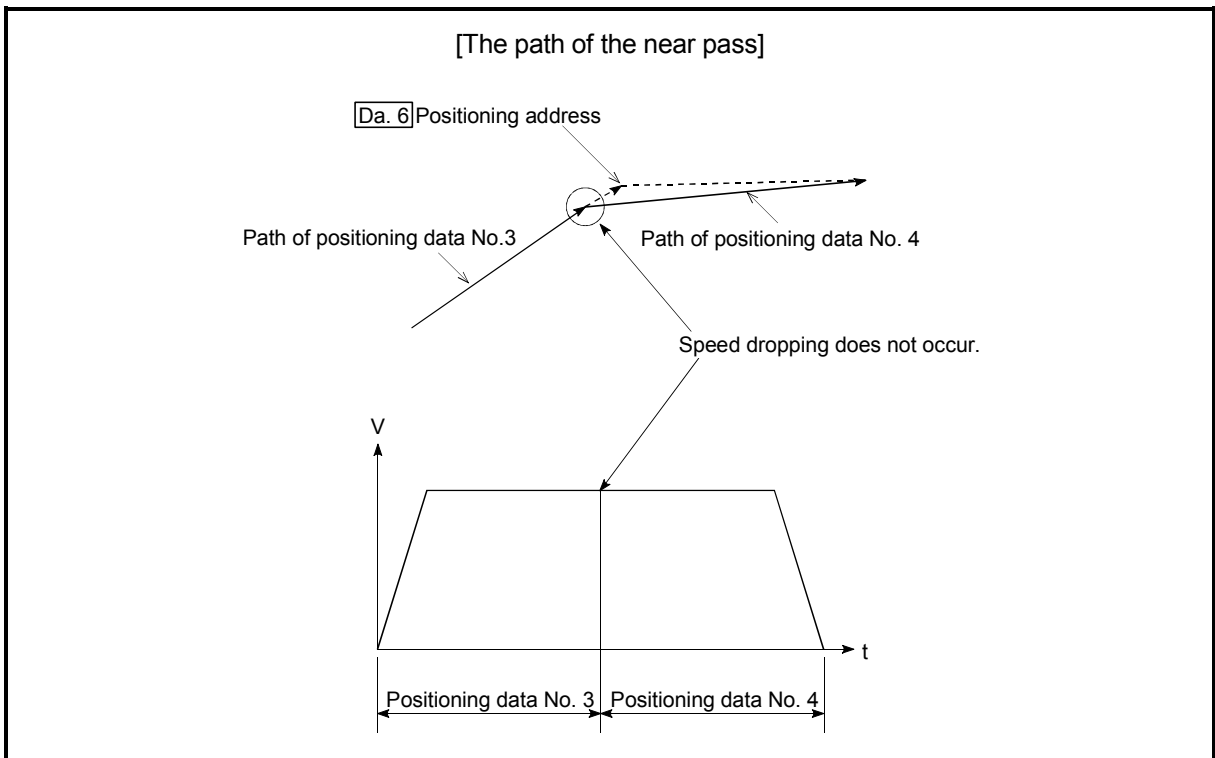 [The path of the near pass]
Da. 6 Positioning address
Path of positioning data No.3
Path of positioning data No. 4
Speed dropping does not occur.
V
t
Positioning data No. 3
Positioning data No. 4